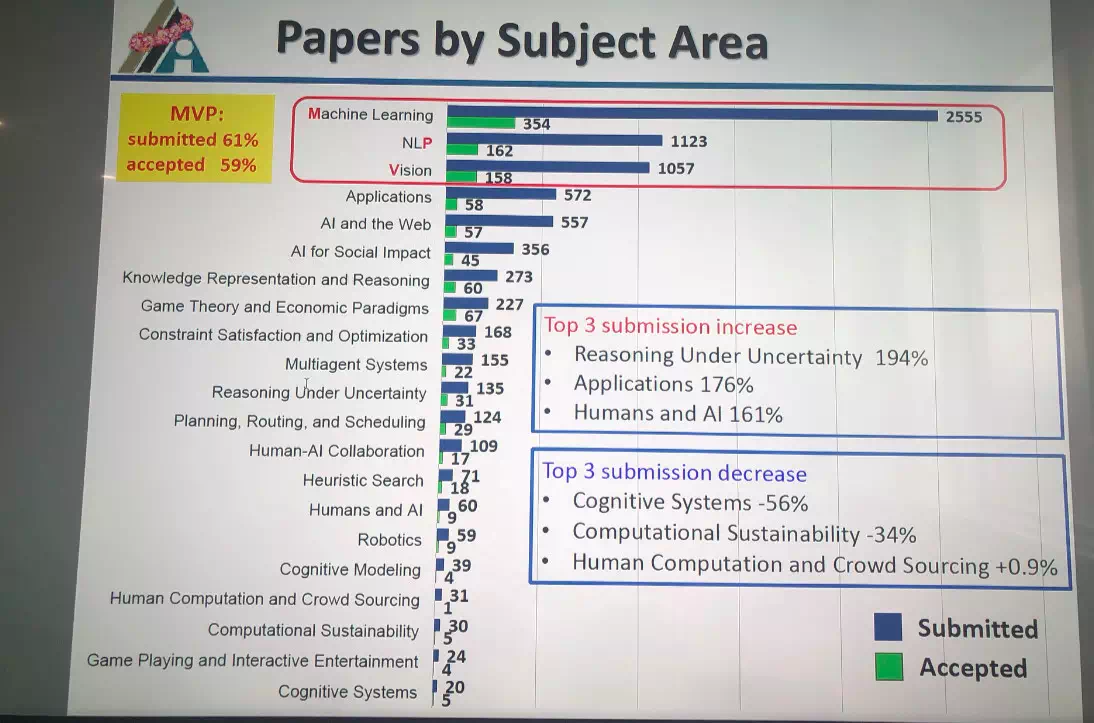 Papers by Subject Area
MVP:
submitted 61%
accepted 59%
Machine Learning 2555
354
NLP 1123
162
Vision 1057
158
Applications 572
58
AI and the Web 557
57
AI for Social Impact 356
45
Knowledge Representation and Reasoning 273
60
Game Theory and Economic Paradigms 227
67
Constraint Satisfaction and Optimization 168
33
Multiagent Systems 155
22
Reasoning Under Uncertainty 135
31
Planning, Routing, and Scheduling 124
29
Human-AI Collaboration 109
17
Heuristic Search 71
18
Humans and AI 60
9
Robotics 59
9
Cognitive Modeling 39
4
Human Computation and Crowd Sourcing 31
1
Computational Sustainability 30
5
Game Playing and Interactive Entertainment 24
4
Cognitive Systems 20
5
Top 3 submission increase
• Reasoning Under Uncertainty 194%
• Applications 176%
• Humans and AI 161%
Top 3 submission decrease
• Cognitive Systems -56%
• Computational Sustainability -34%
• Human Computation and Crowd Sourcing +0.9%
Submitted
Accepted